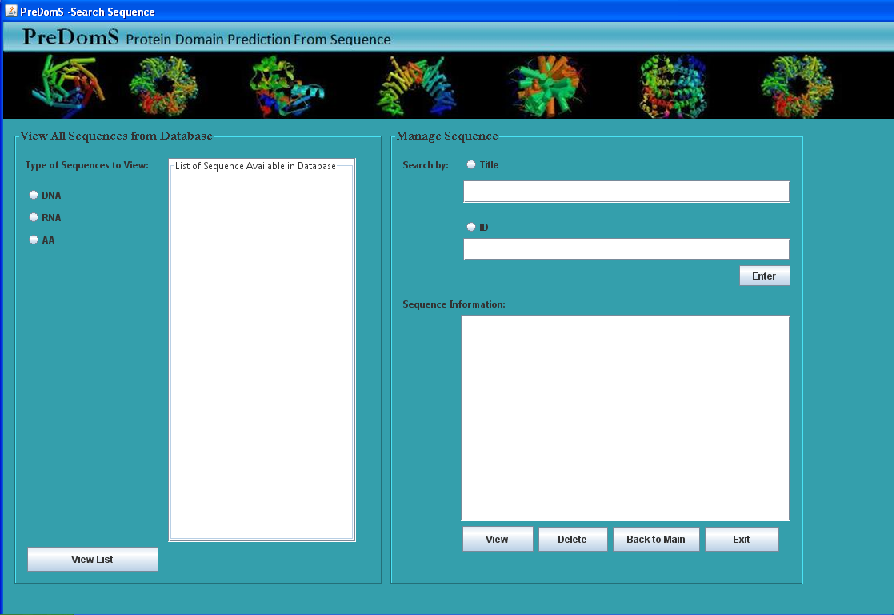 PreDomS -Search Sequence
PreDomS Protein Domain Prediction From Sequence
View All Sequences from Database
Type of Sequences to View:
List of Sequence Available in Database
DNA
RNA
AA
View List
Manage Sequence
Search by:
Title
ID
Enter
Sequence Information:
View
Delete
Back to Main
Exit